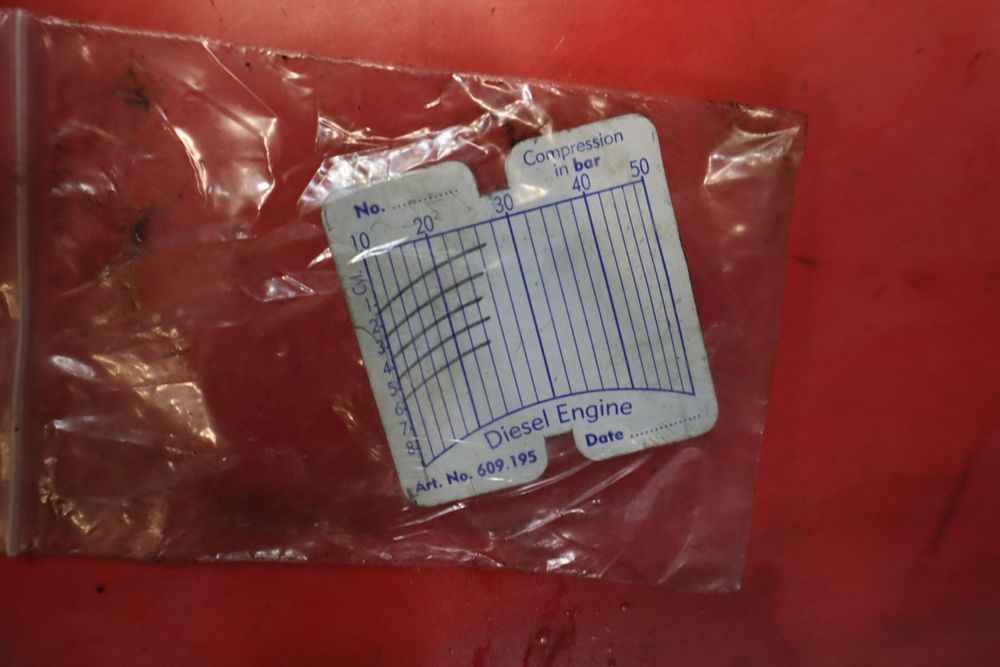 Compression
in bar
No. ..............
10 20 30 40 50
1
2
3
4
5
6
7
8
Diesel Engine
Date ................
Art. No. 609.195